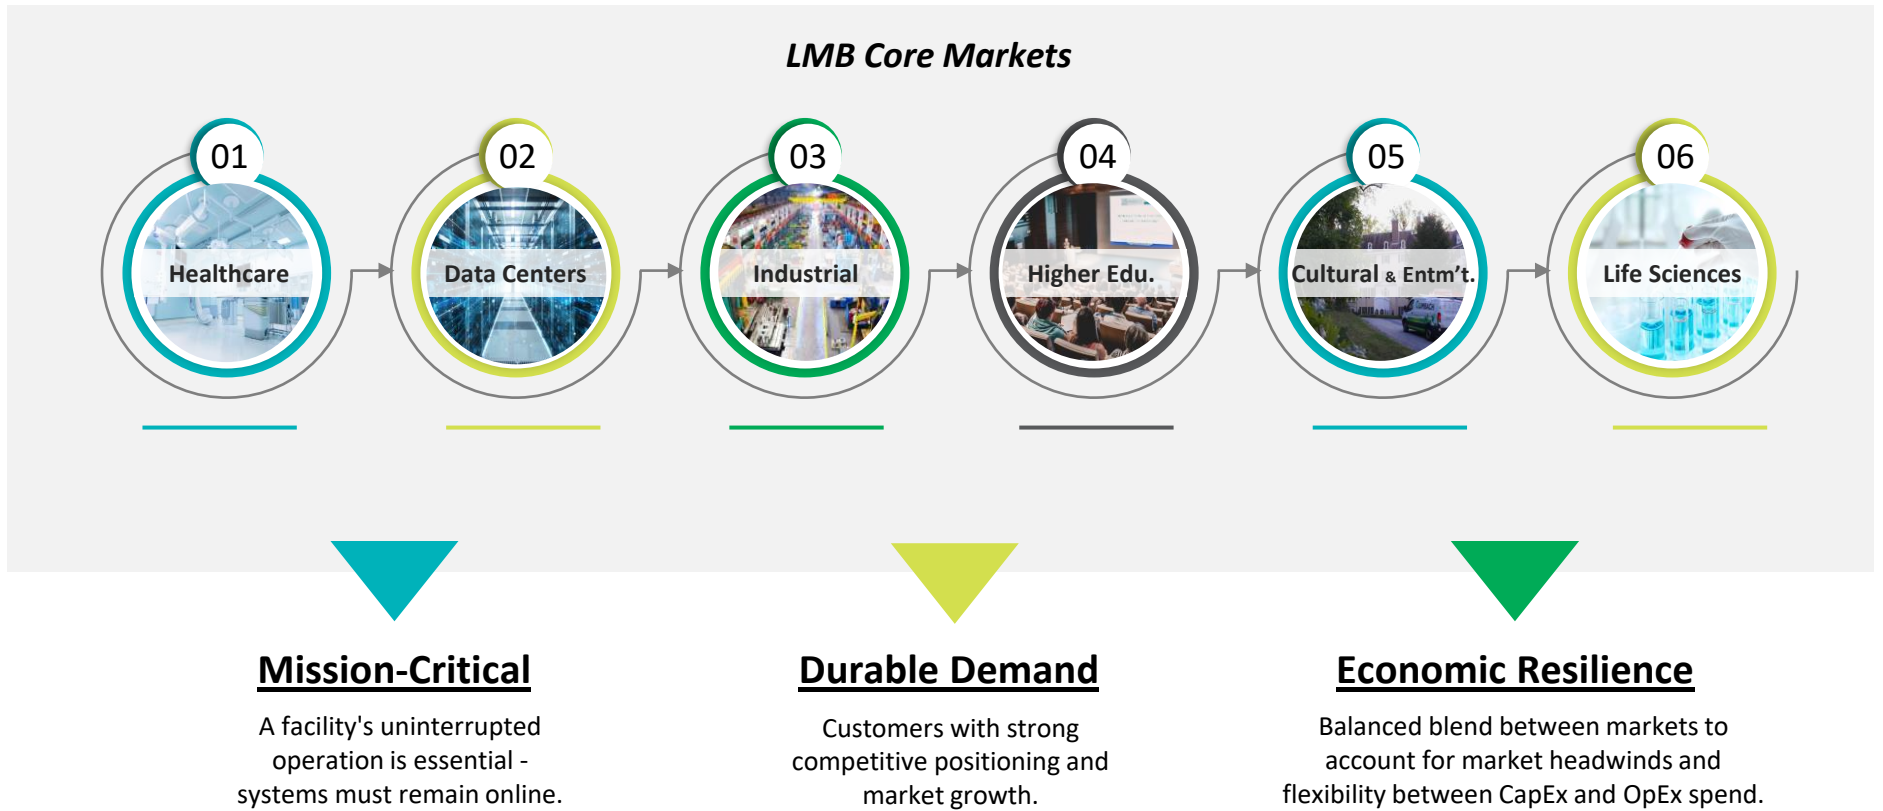 LMB Core Markets
01
02
03
04
05
06
Healthcare
Data Centers
Industrial
Higher Edu.
Cultural & Entm't.
Life Sciences
Mission-Critical
A facility's uninterrupted
operation is essential -
systems must remain online.
Durable Demand
Customers with strong
competitive positioning and
market growth.
Economic Resilience
Balanced blend between markets to
account for market headwinds and
flexibility between CapEx and OpEx spend.